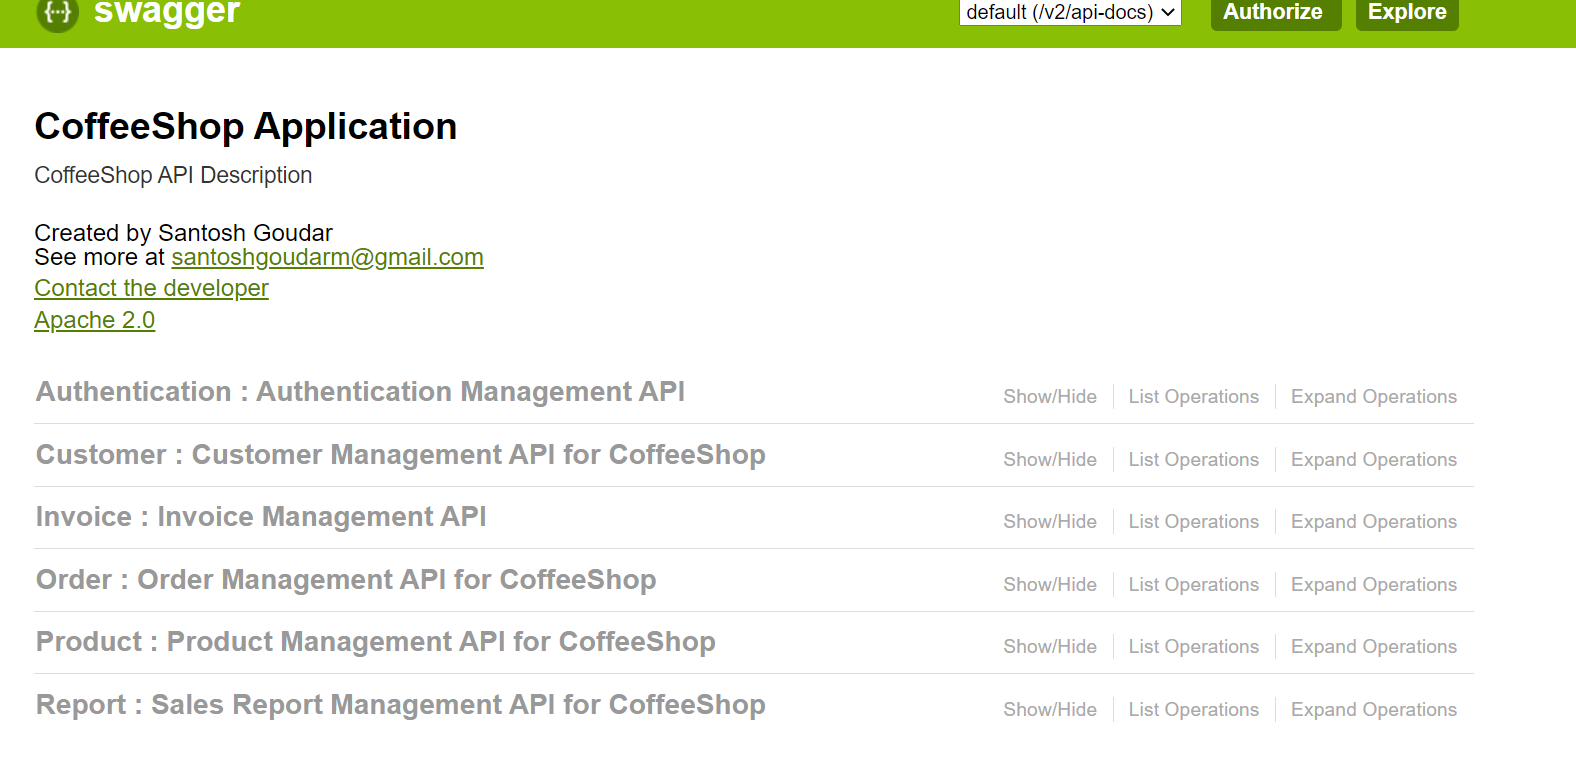 swagger
default (/v2/api-docs)
Authorize
Explore
CoffeeShop Application
CoffeeShop API Description
Created by Santosh Goudar
See more at santoshgoudarm@gmail.com
Contact the developer
Apache 2.0
Authentication : Authentication Management API Show/Hide List Operations Expand Operations
Customer : Customer Management API for CoffeeShop Show/Hide List Operations Expand Operations
Invoice : Invoice Management API Show/Hide List Operations Expand Operations
Order : Order Management API for CoffeeShop Show/Hide List Operations Expand Operations
Product : Product Management API for CoffeeShop Show/Hide List Operations Expand Operations
Report : Sales Report Management API for CoffeeShop Show/Hide List Operations Expand Operations